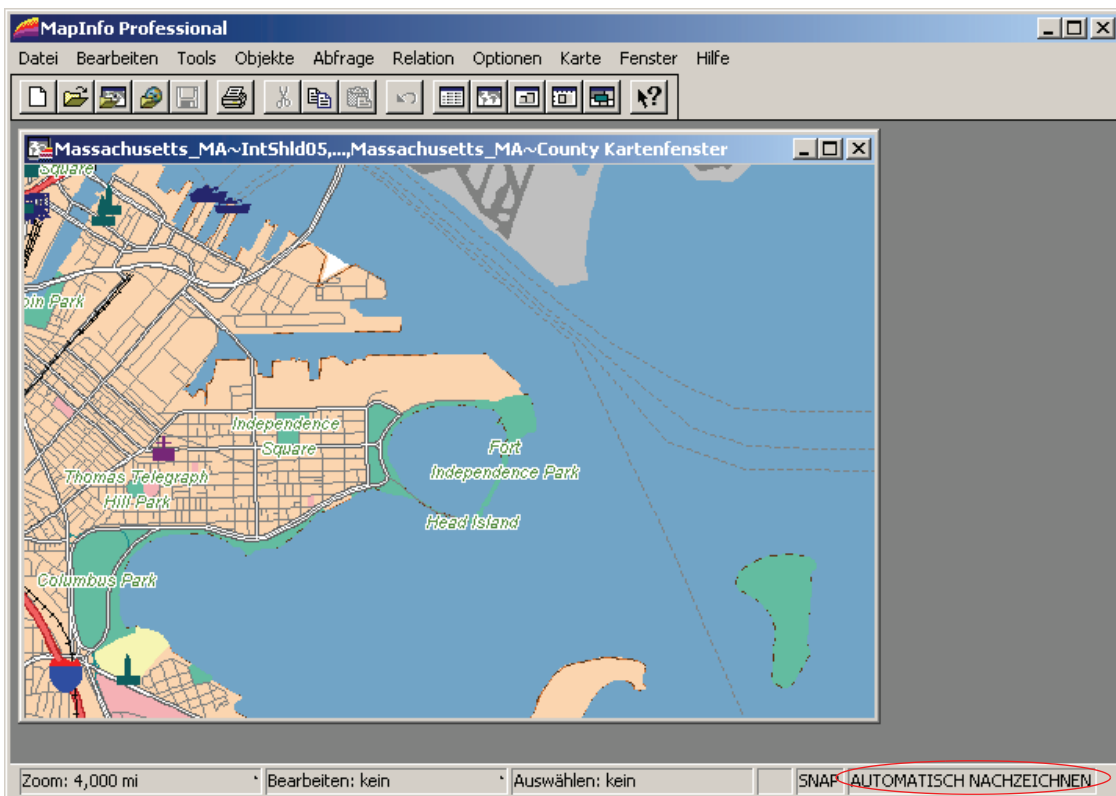 MapInfo Professional
Datei Bearbeiten Tools Objekte Abfrage Relation Optionen Karte Fenster Hilfe
Massachusetts_MA~IntShld05,...,Massachusetts_MA~County Kartenfenster
Square
Park
Independence
Square
Fort
Independence Park
Thomas Telegraph
Hill Park
Head Island
Columbus Park
Zoom: 4,000 mi
Bearbeiten: kein
Auswählen: kein
SNAP
AUTOMATISCH NACHZEICHNEN